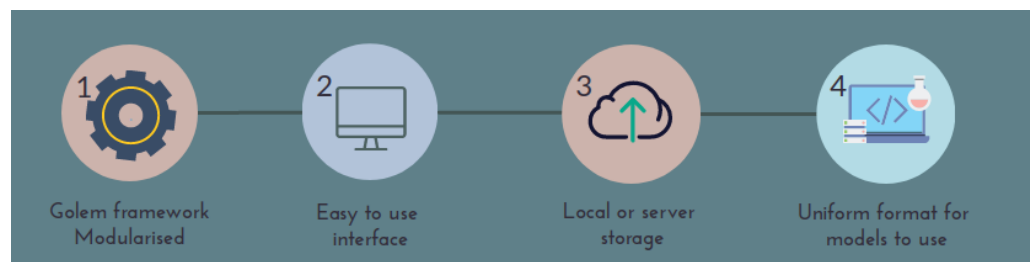 1
Golem framework
Modularised
2
Easy to use
interface
3
Local or server
storage
4
</>
Uniform format for
models to use